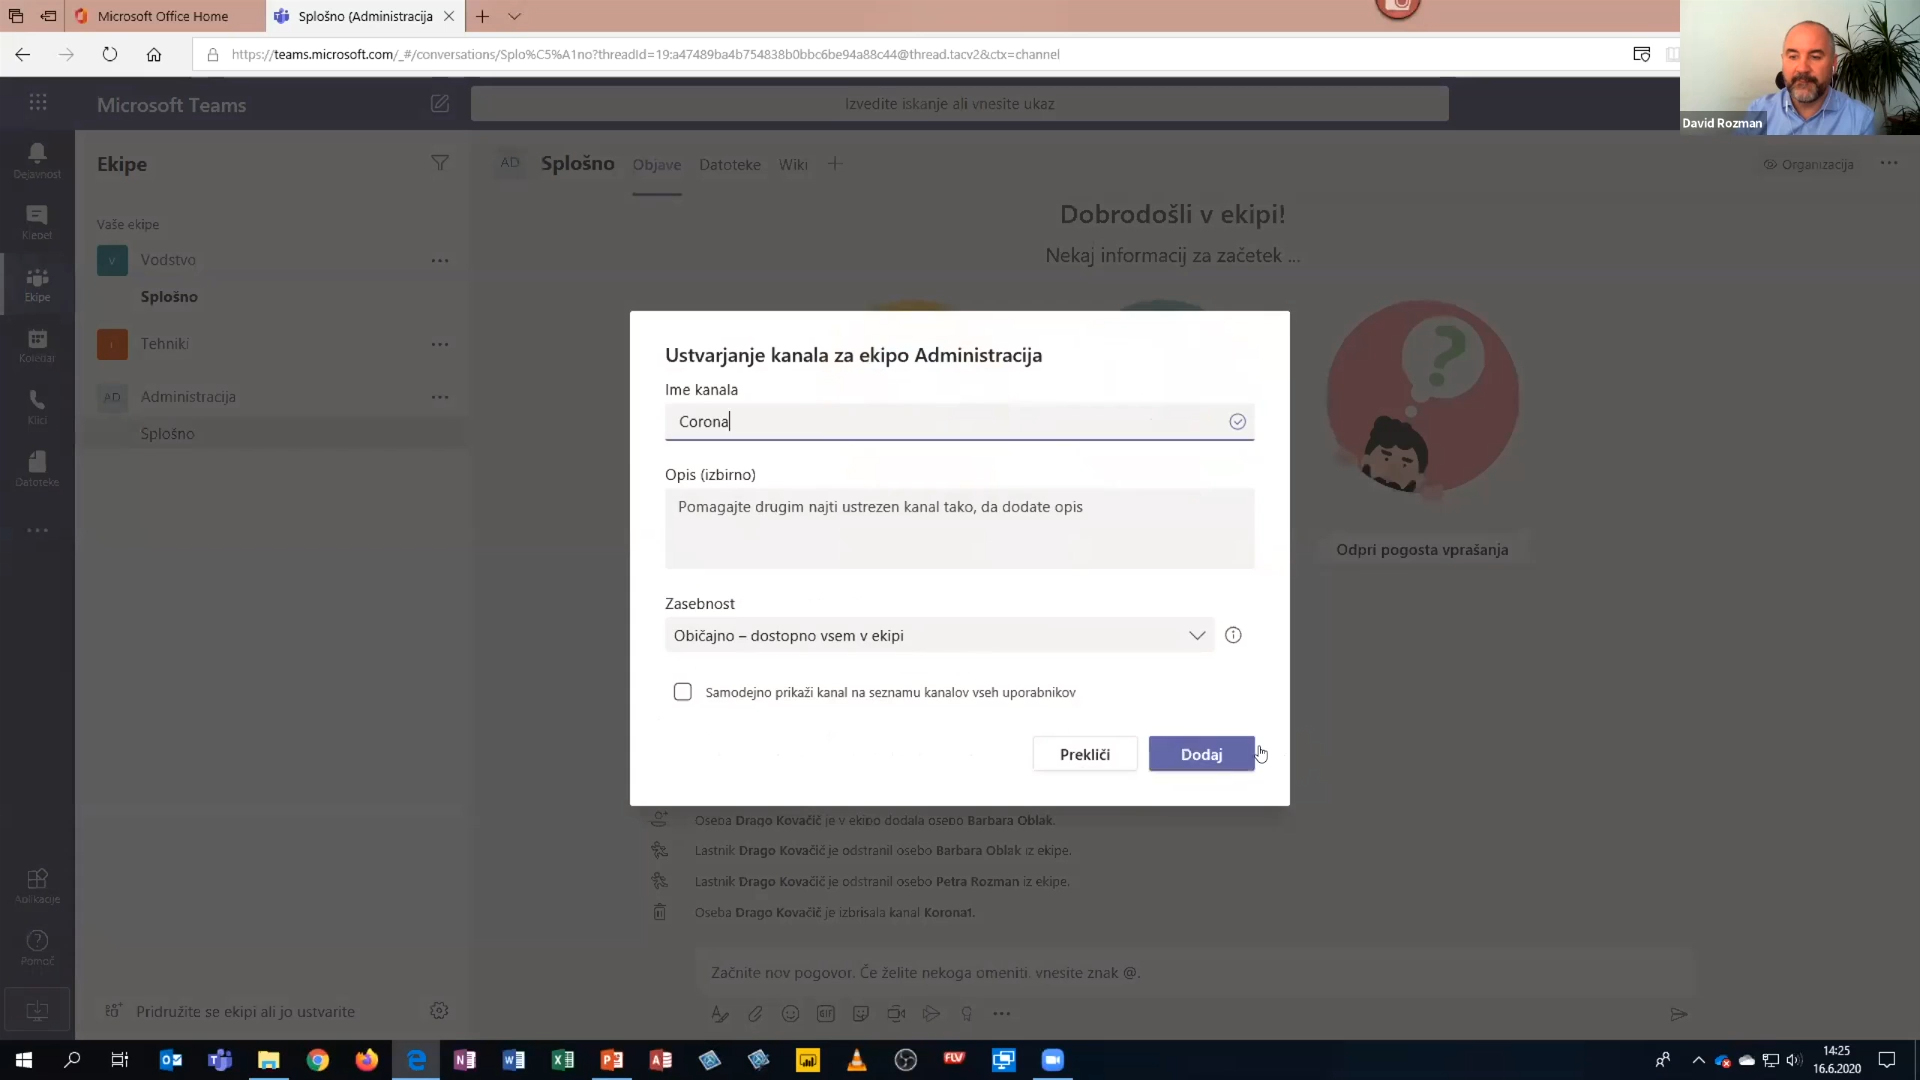 Microsoft Office Home
Splošno (Administracija
https://teams.microsoft.com/_#/conversations/Splo%C5%A1no?threadId=19:a47489ba4b754838b0bbc6be94a88c44@thread.tacv2&ctx=channel
David Rozman
Microsoft Teams
Izvedite iskanje ali vnesite ukaz
Dejavnost
Klepet
Ekipe
Koledar
Klici
Datoteke
Aplikacije
Pomoč
Ekipe
Vaše ekipe
V
Vodstvo
Splošno
T
Tehniki
AD
Administracija
Splošno
Pridružite se ekipi ali jo ustvarite
AD
Splošno
Objave
Datoteke
Wiki
Organizacija
Dobrodošli v ekipi!
Nekaj informacij za začetek ...
Odpri pogosta vprašanja
Ustvarjanje kanala za ekipo Administracija
Ime kanala
Corona
Opis (izbirno)
Pomagajte drugim najti ustrezen kanal tako, da dodate opis
Zasebnost
Običajno – dostopno vsem v ekipi
Samodejno prikaži kanal na seznamu kanalov vseh uporabnikov
Prekliči
Dodaj
Oseba Drago Kovačič je v ekipo dodala osebo Barbara Oblak.
Lastnik Drago Kovačič je odstranil osebo Barbara Oblak iz ekipe.
Lastnik Drago Kovačič je odstranil osebo Petra Rozman iz ekipe.
Oseba Drago Kovačič je izbrisala kanal Korona1.
Začnite nov pogovor. Če želite nekoga omeniti, vnesite znak @.
GIF
FLV
14:25
16.6.2020